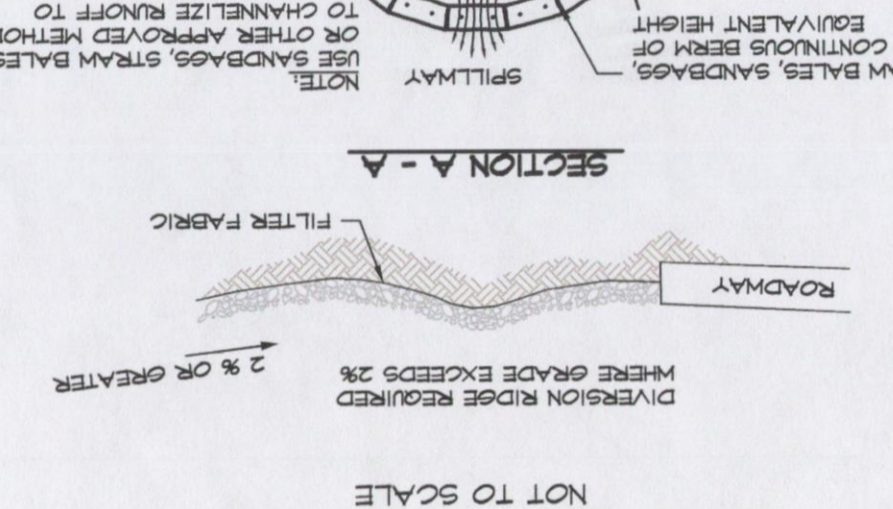 NOT TO SCALE
DIVERSION RIDGE REQUIRED
WHERE GRADE EXCEEDS 2%
2 % OR GREATER
ROADWAY
FILTER FABRIC
SECTION A - A
SPILLWAY
BALES, SANDBAGS,
CONTINUOUS BERM OF
EQUIVALENT HEIGHT
NOTE:
USE SANDBAGS, STRAW BALES
OR OTHER APPROVED METHOD
TO CHANNELIZE RUNOFF TO